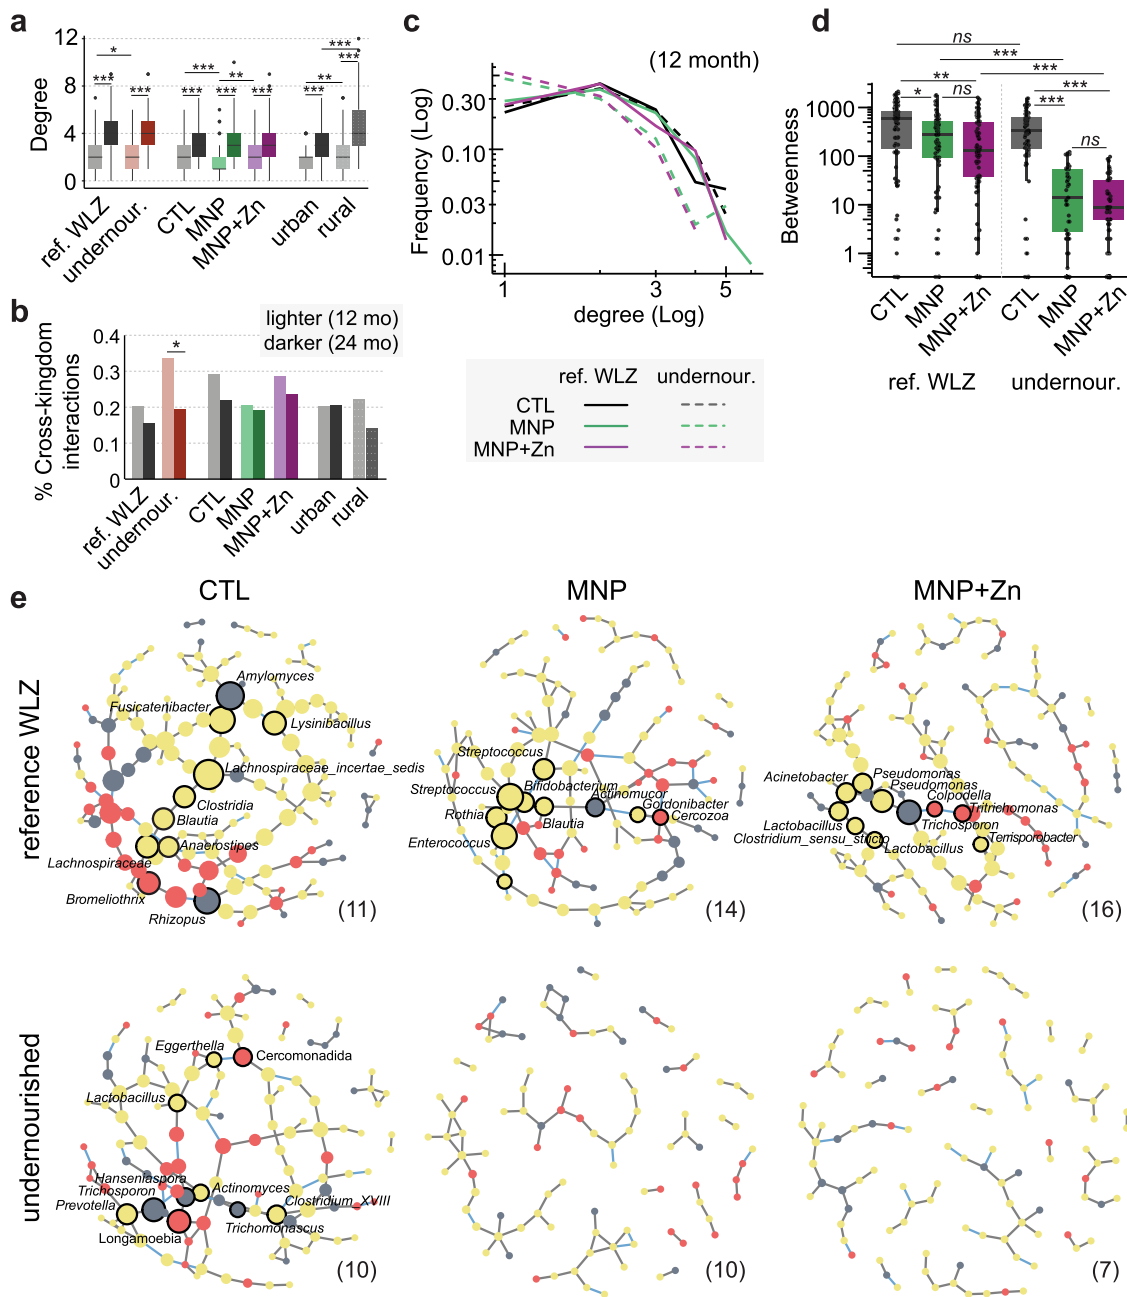 a
Degree
12
8
4
0
*
***
***
***
***
**
***
***
***
**
***
***
ref. WLZ
undernour.
CTL
MNP
MNP+Zn
urban
rural
b
lighter (12 mo)
darker (24 mo)
% Cross-kingdom
interactions
0.4
0.3
0.2
0.1
0
*
ref. WLZ
undernour.
CTL
MNP
MNP+Zn
urban
rural
c
(12 month)
Frequency (Log)
0.30
0.10
0.03
0.01
1
3
5
degree (Log)
ref. WLZ
undernour.
CTL
MNP
MNP+Zn
d
Betweenness
1000
100
10
1
ns
***
**
***
*
ns
***
***
ns
CTL
MNP
MNP+Zn
CTL
MNP
MNP+Zn
ref. WLZ
undernour.
e
CTL
MNP
MNP+Zn
reference WLZ
Amylomyces
Fusicatenibacter
Lysinibacillus
Lachnospiraceae_incertae_sedis
Clostridia
Blautia
Anaerostipes
Lachnospiraceae
Bromeliothrix
Rhizopus
(11)
Streptococcus
Streptococcus
Bifidobacterium
Actinomucor
Rothia
Gordonibacter
Blautia
Cercozoa
Enterococcus
(14)
Acinetobacter
Pseudomonas
Pseudomonas
Colpodella
Tritrichomonas
Lactobacillus
Trichosporon
Clostridium_sensu_stricto
Lactobacillus
Terrisporobacter
(16)
undernourished
Eggerthella
Cercomonadida
Lactobacillus
Hanseniaspora
Trichosporon
Actinomyces
Prevotella
Clostridium_XVIII
Trichomonascus
Longamoebia
(10)
(10)
(7)